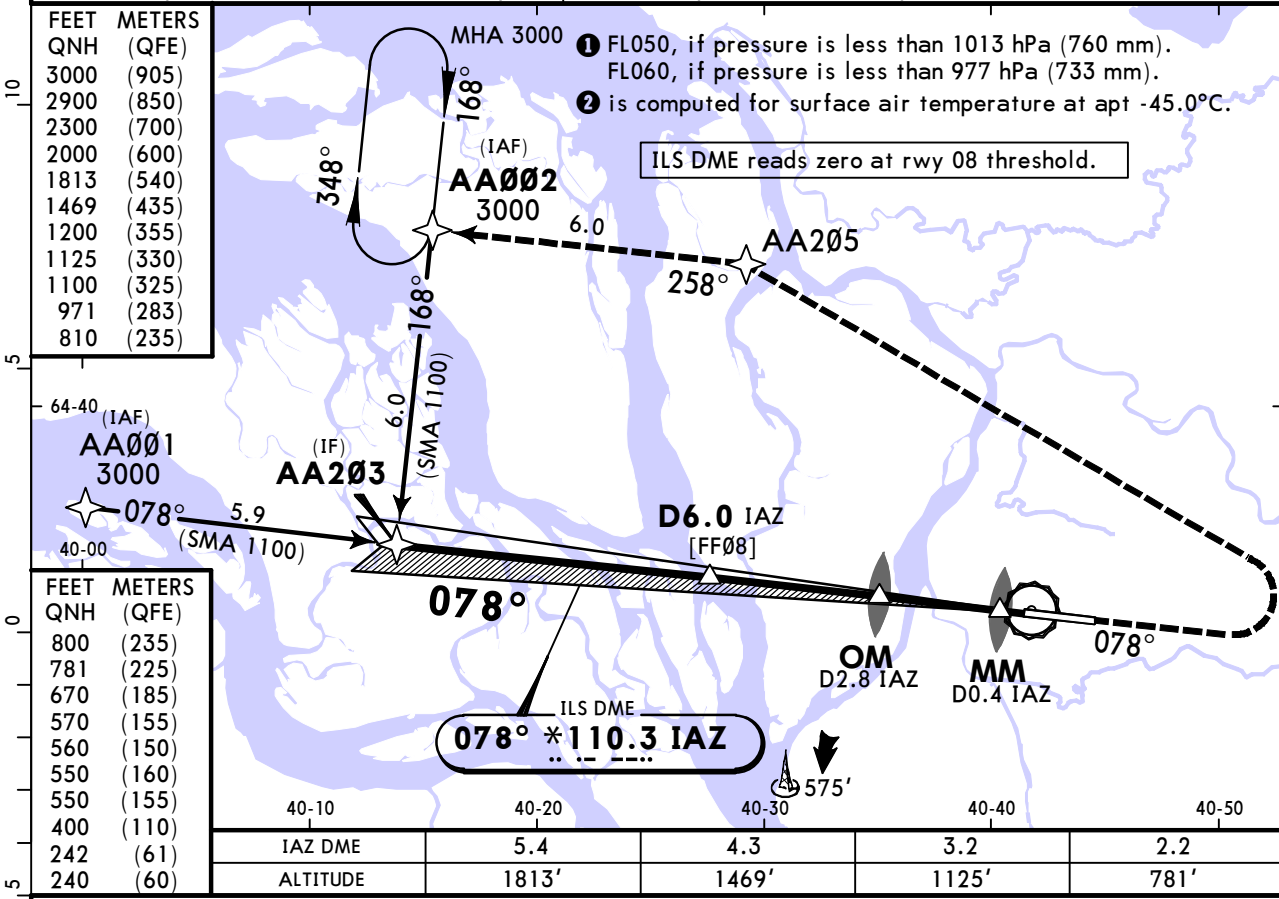 FEET METERS
QNH (QFE)
3000 (905)
2900 (850)
2300 (700)
2000 (600)
1813 (540)
1469 (435)
1200 (355)
1125 (330)
1100 (325)
971 (283)
810 (235)
MHA 3000
❶ FL050, if pressure is less than 1013 hPa (760 mm).
FL060, if pressure is less than 977 hPa (733 mm).
❷ is computed for surface air temperature at apt -45.0°C.
ILS DME reads zero at rwy 08 threshold.
10
5
0
5
168°
348°
(IAF)
AAØØ2
3000
6.0
AA2Ø5
258°
168°
6.0
(SMA 1100)
64-40
(IAF)
AAØØ1
3000
078°
5.9
(SMA 1100)
40-00
(IF)
AA2Ø3
D6.0 IAZ
[FFØ8]
078°
OM
D2.8 IAZ
MM
D0.4 IAZ
078°
ILS DME
078° *110.3 IAZ
575'
40-10
40-20
40-30
40-40
40-50
FEET METERS
QNH (QFE)
800 (235)
781 (225)
670 (185)
570 (155)
560 (150)
550 (160)
550 (155)
400 (110)
242 (61)
240 (60)
IAZ DME 5.4 4.3 3.2 2.2
ALTITUDE 1813' 1469' 1125' 781'